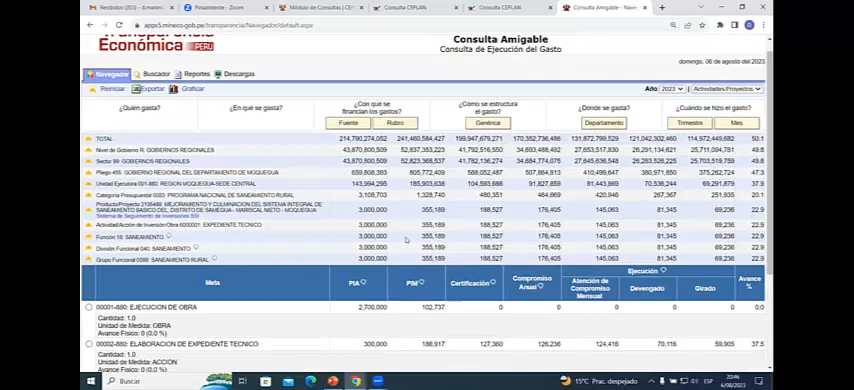 Recibidos (203) - d.marini
Posasistente - Zoom
Módulo de Consultas | CEP
Consulta CEPLAN
Consulta CEPLAN
Consulta Amigable - Nave
apps5.mineco.gob.pe/transparencia/Navegador/default.aspx
Transparencia
Económica PERU
Consulta Amigable
Consulta de Ejecución del Gasto
domingo, 06 de agosto del 2023
Navegador Buscador Reportes Descargas
Reiniciar Exportar Graficar
Año 2023 | Actividades/Proyectos
¿Quién gasta? ¿En qué se gasta? ¿Con qué se financian los gastos? ¿Cómo se estructura el gasto? ¿Dónde se gasta? ¿Cuándo se hizo el gasto?
Fuente Rubro Genérica Departamento Trimestre Mes
TOTAL 214,790,274,052 241,460,584,427 199,947,679,271 170,352,736,486 131,872,799,529 121,042,302,460 114,972,449,682 50.1
Nivel de Gobierno R: GOBIERNOS REGIONALES 43,870,800,509 52,837,353,223 41,792,516,550 34,693,488,492 27,653,517,830 26,291,134,621 25,711,094,781 49.8
Sector 99: GOBIERNOS REGIONALES 43,870,800,509 52,823,368,537 41,782,136,274 34,684,774,075 27,645,636,548 26,283,526,225 25,703,519,759 49.8
Pliego 455: GOBIERNO REGIONAL DEL DEPARTAMENTO DE MOQUEGUA 659,808,393 805,772,409 588,052,487 507,864,813 410,499,647 380,971,850 375,262,724 47.3
Unidad Ejecutora 001-880: REGION MOQUEGUA-SEDE CENTRAL 143,994,295 185,903,638 104,593,688 91,827,859 81,443,869 70,536,244 69,291,879 37.9
Categoría Presupuestal 0083: PROGRAMA NACIONAL DE SANEAMIENTO RURAL 3,108,703 1,328,740 480,351 464,669 420,946 267,367 251,935 20.1
Producto/Proyecto 2198488: MEJORAMIENTO Y CULMINACION DEL SISTEMA INTEGRAL DE SANEAMIENTO BASICO DEL, DISTRITO DE SAMEGUA - MARISCAL NIETO - MOQUEGUA 3,000,000 355,189 188,527 176,405 145,063 81,345 69,236 22.9
Sistema de Seguimiento de Inversiones SSI
Actividad/Acción de Inversión/Obra 6000001: EXPEDIENTE TECNICO 3,000,000 355,189 188,527 176,405 145,063 81,345 69,236 22.9
Función 18: SANEAMIENTO 3,000,000 355,189 188,527 176,405 145,063 81,345 69,236 22.9
División Funcional 040: SANEAMIENTO 3,000,000 355,189 188,527 176,405 145,063 81,345 69,236 22.9
Grupo Funcional 0089: SANEAMIENTO RURAL 3,000,000 355,189 188,527 176,405 145,063 81,345 69,236 22.9
Meta PIA PIM Certificación Compromiso Anual Ejecución Avance %
Atención de Compromiso Mensual Devengado Girado
00001-880: EJECUCION DE OBRA 2,700,000 102,737 0 0 0 0 0 0.0
Cantidad: 1.0
Unidad de Medida: OBRA
Avance Físico: 0 (0.0 %)
00002-880: ELABORACION DE EXPEDIENTE TECNICO 300,000 186,917 127,360 126,236 124,416 70,116 59,905 37.5
Cantidad: 1.0
Unidad de Medida: ACCION
Avance Físico: 0 (0.0 %)
Buscar
15°C Prac. despejado
ESP
20:46
6/08/2023